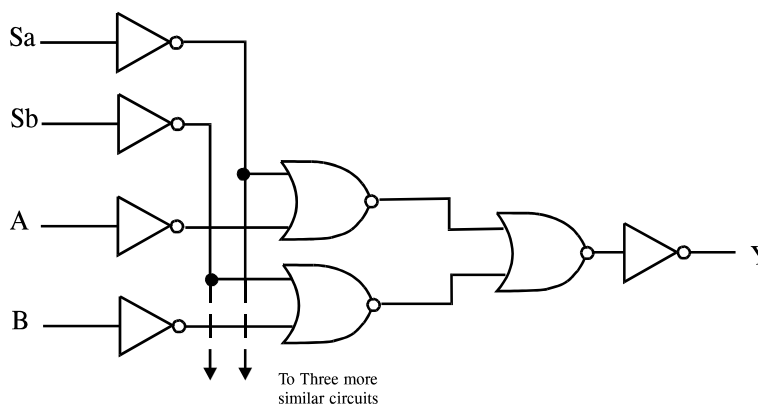 Sa
Sb
A
B
Y
To Three more
similar circuits